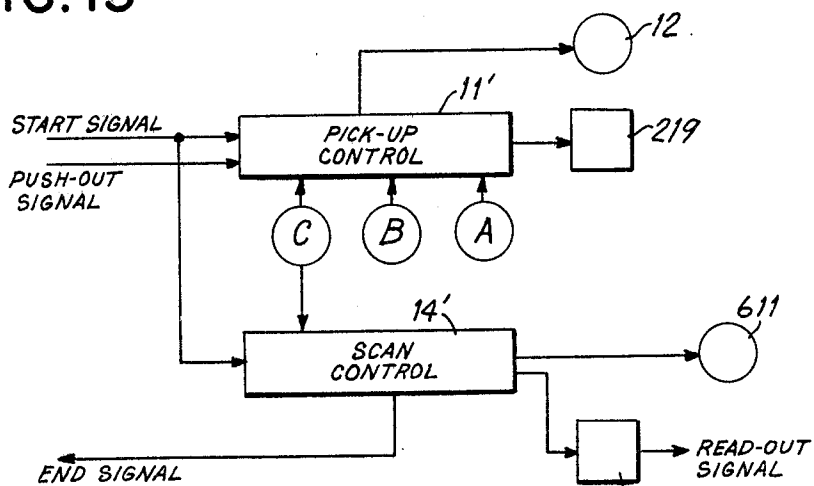 12
11'
START SIGNAL
PICK-UP
CONTROL
219
PUSH-OUT
SIGNAL
C
B
A
14'
611
SCAN
CONTROL
READ-OUT
SIGNAL
END SIGNAL